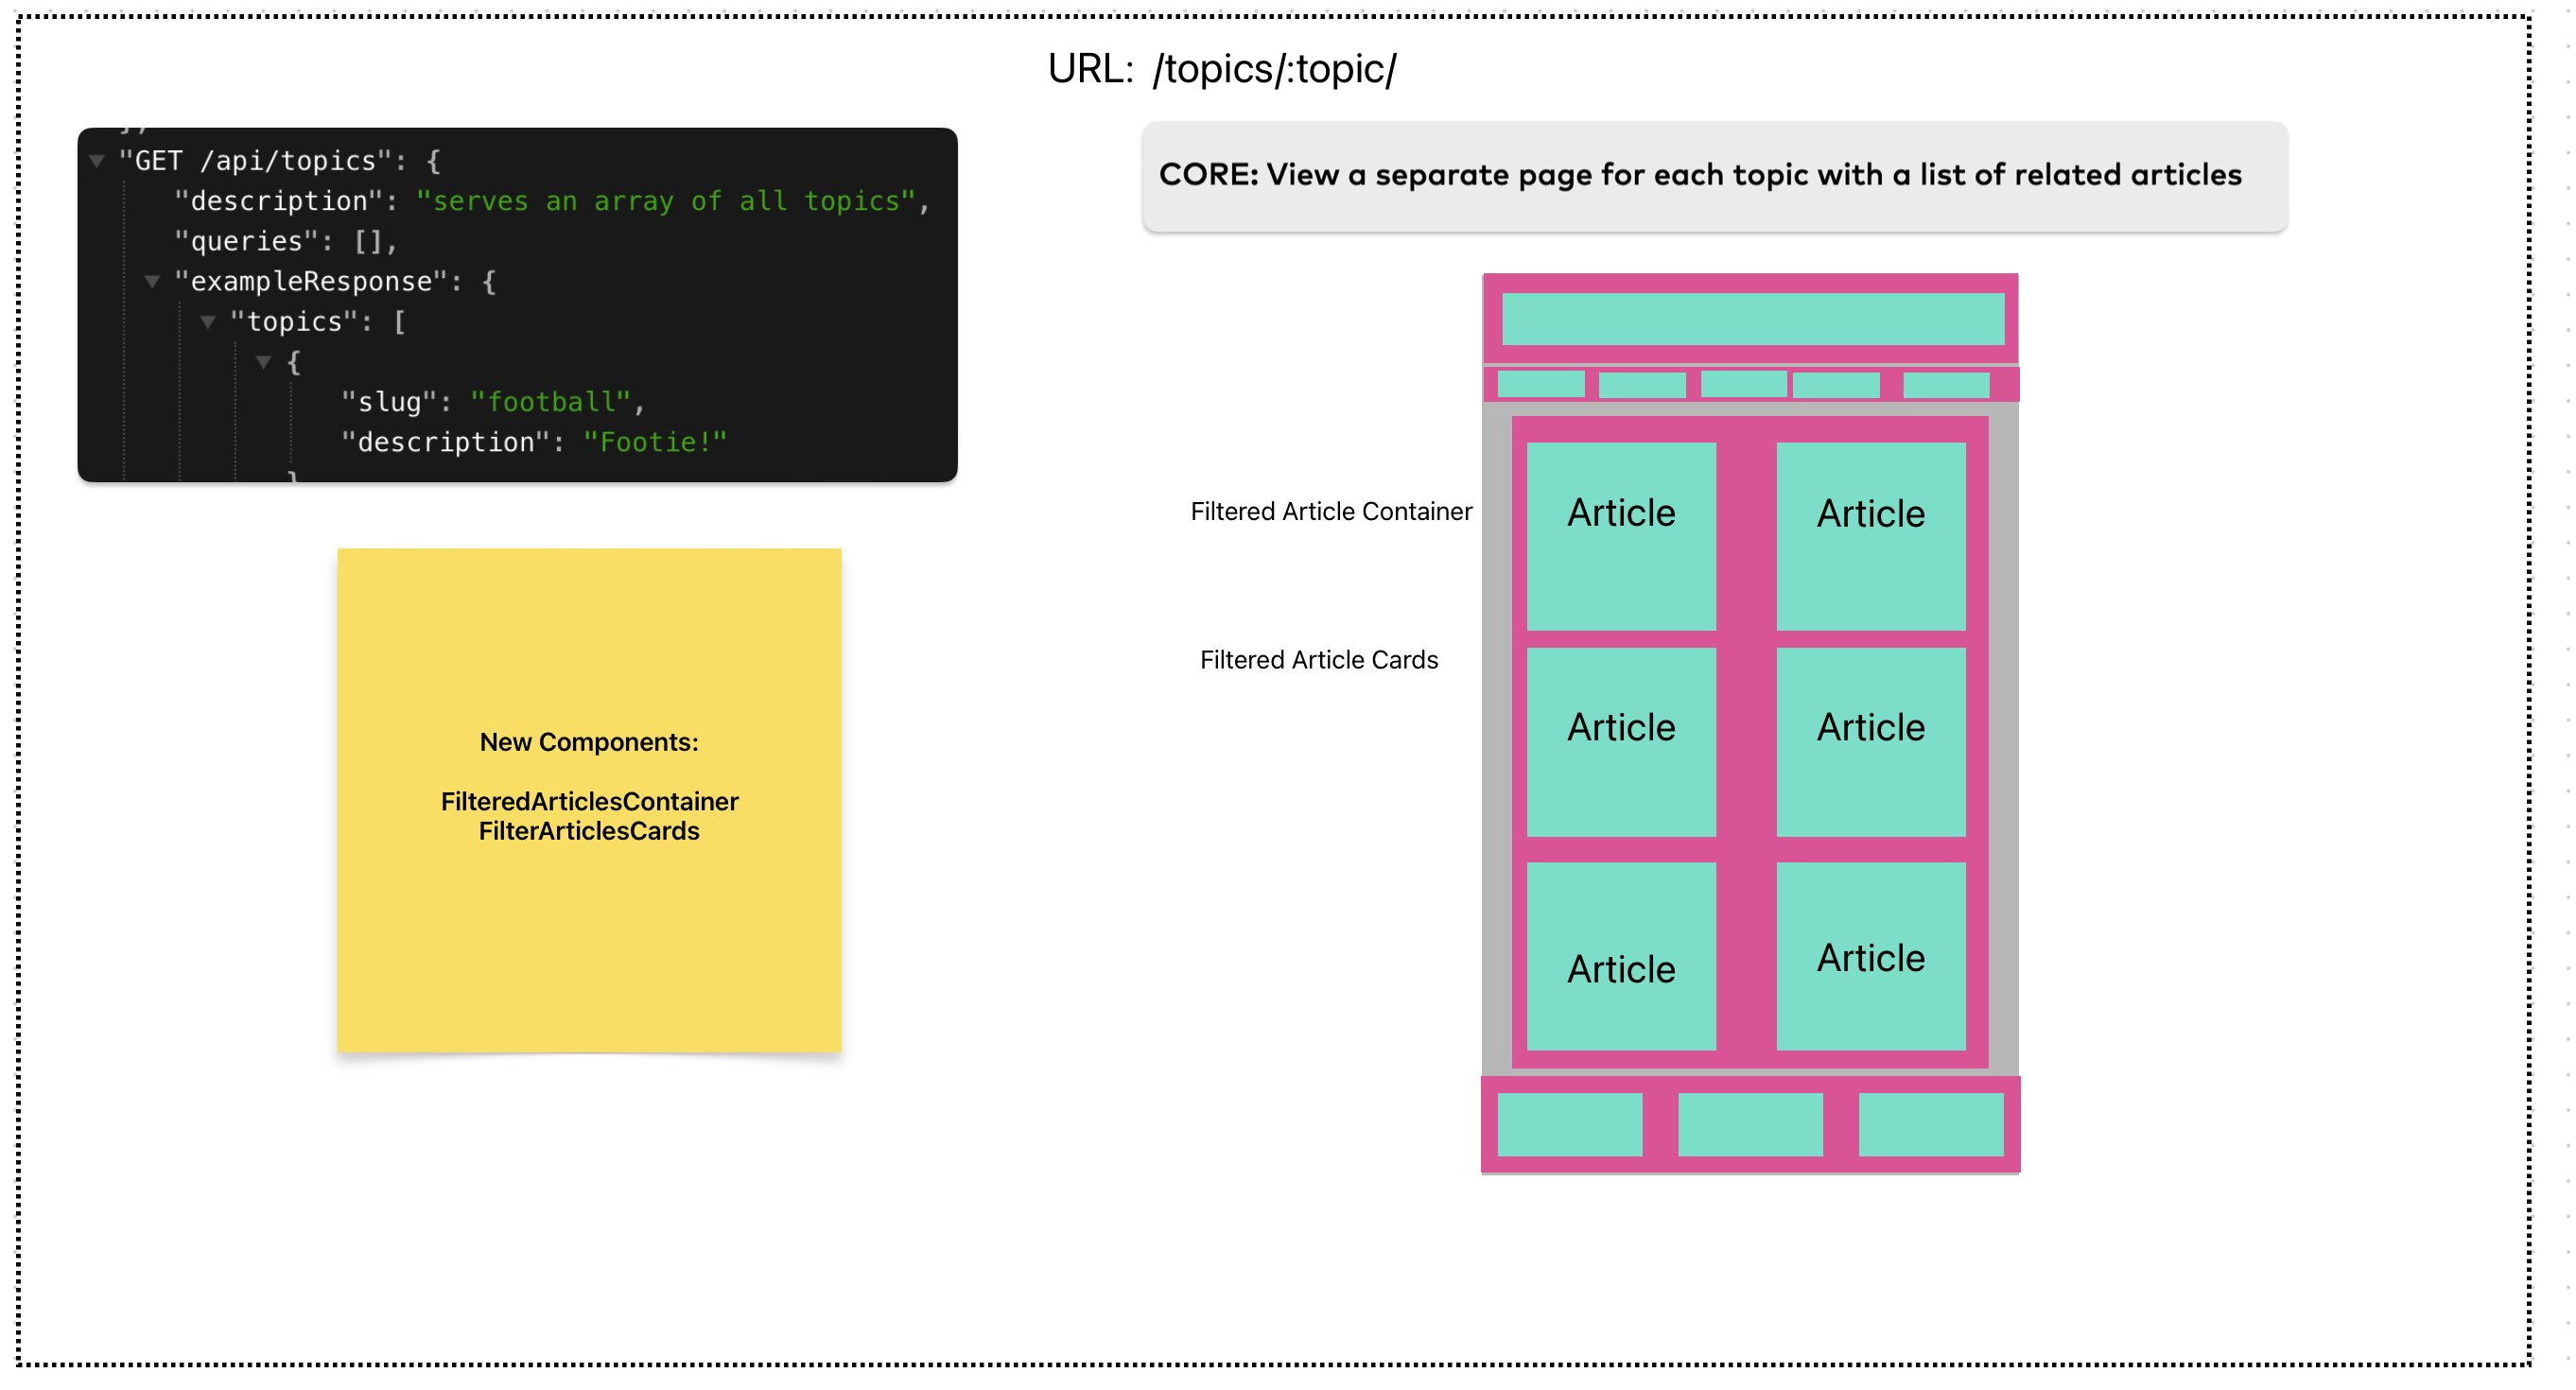 URL: /topics/:topic/
"GET /api/topics": {
"description": "serves an array of all topics",
"queries": [],
"exampleResponse": {
"topics": [
{
"slug": "football",
"description": "Footie!"
}
CORE: View a separate page for each topic with a list of related articles
Filtered Article Container
Filtered Article Cards
Article
Article
Article
Article
Article
Article
New Components:
FilteredArticlesContainer
FilterArticlesCards